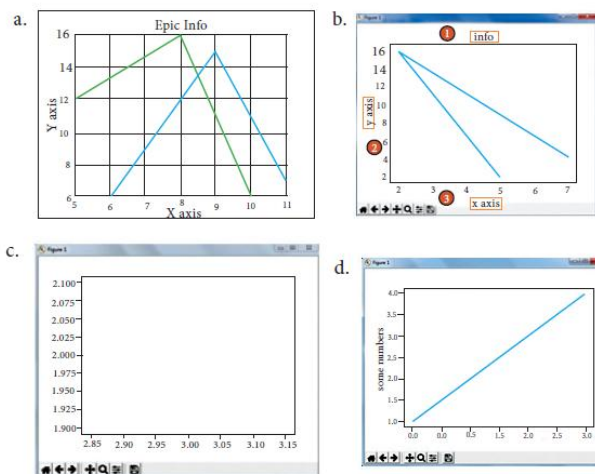 a.
Epic Info
16
14
12
10
8
6
Y axis
5 6 7 8 9 10 11
X axis
b.
Figure 1
1
info
16
14
12
10
8
6
4
2
y axis
2
2 3 4 5 6 7
3
x axis
c.
Figure 1
2.100
2.075
2.050
2.025
2.000
1.975
1.950
1.925
1.900
2.85 2.90 2.95 3.00 3.05 3.10 3.15
d.
Figure 1
4.0
3.5
3.0
2.5
2.0
1.5
1.0
some numbers
0.0 0.0 0.5 1.5 2.0 2.5 3.0